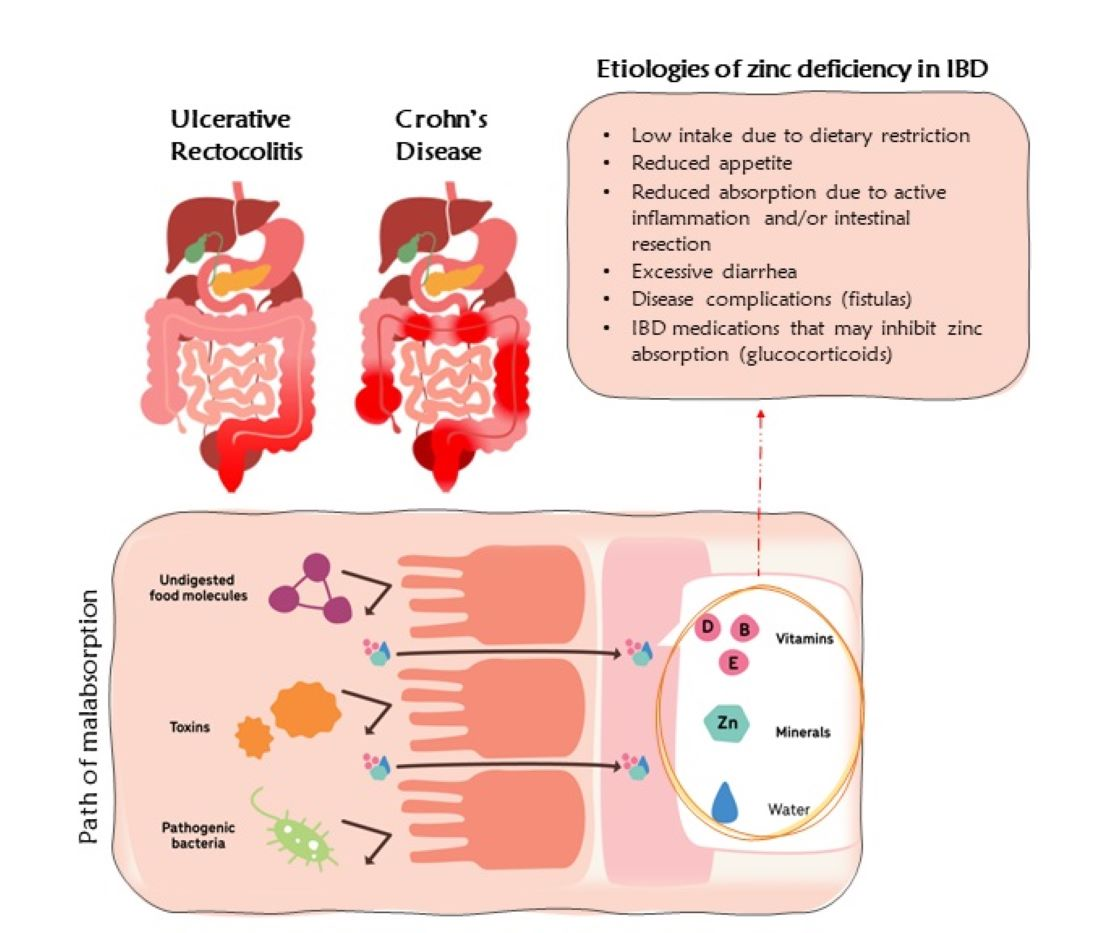 Etiologies of zinc deficiency in IBD
Ulcerative
Rectocolitis
Crohn's
Disease
• Low intake due to dietary restriction
• Reduced appetite
• Reduced absorption due to active
inflammation and/or intestinal
resection
• Excessive diarrhea
• Disease complications (fistulas)
• IBD medications that may inhibit zinc
absorption (glucocorticoids)
Path of malabsorption
Undigested
food molecules
Toxins
Pathogenic
bacteria
D
B
E
Vitamins
Zn
Minerals
Water